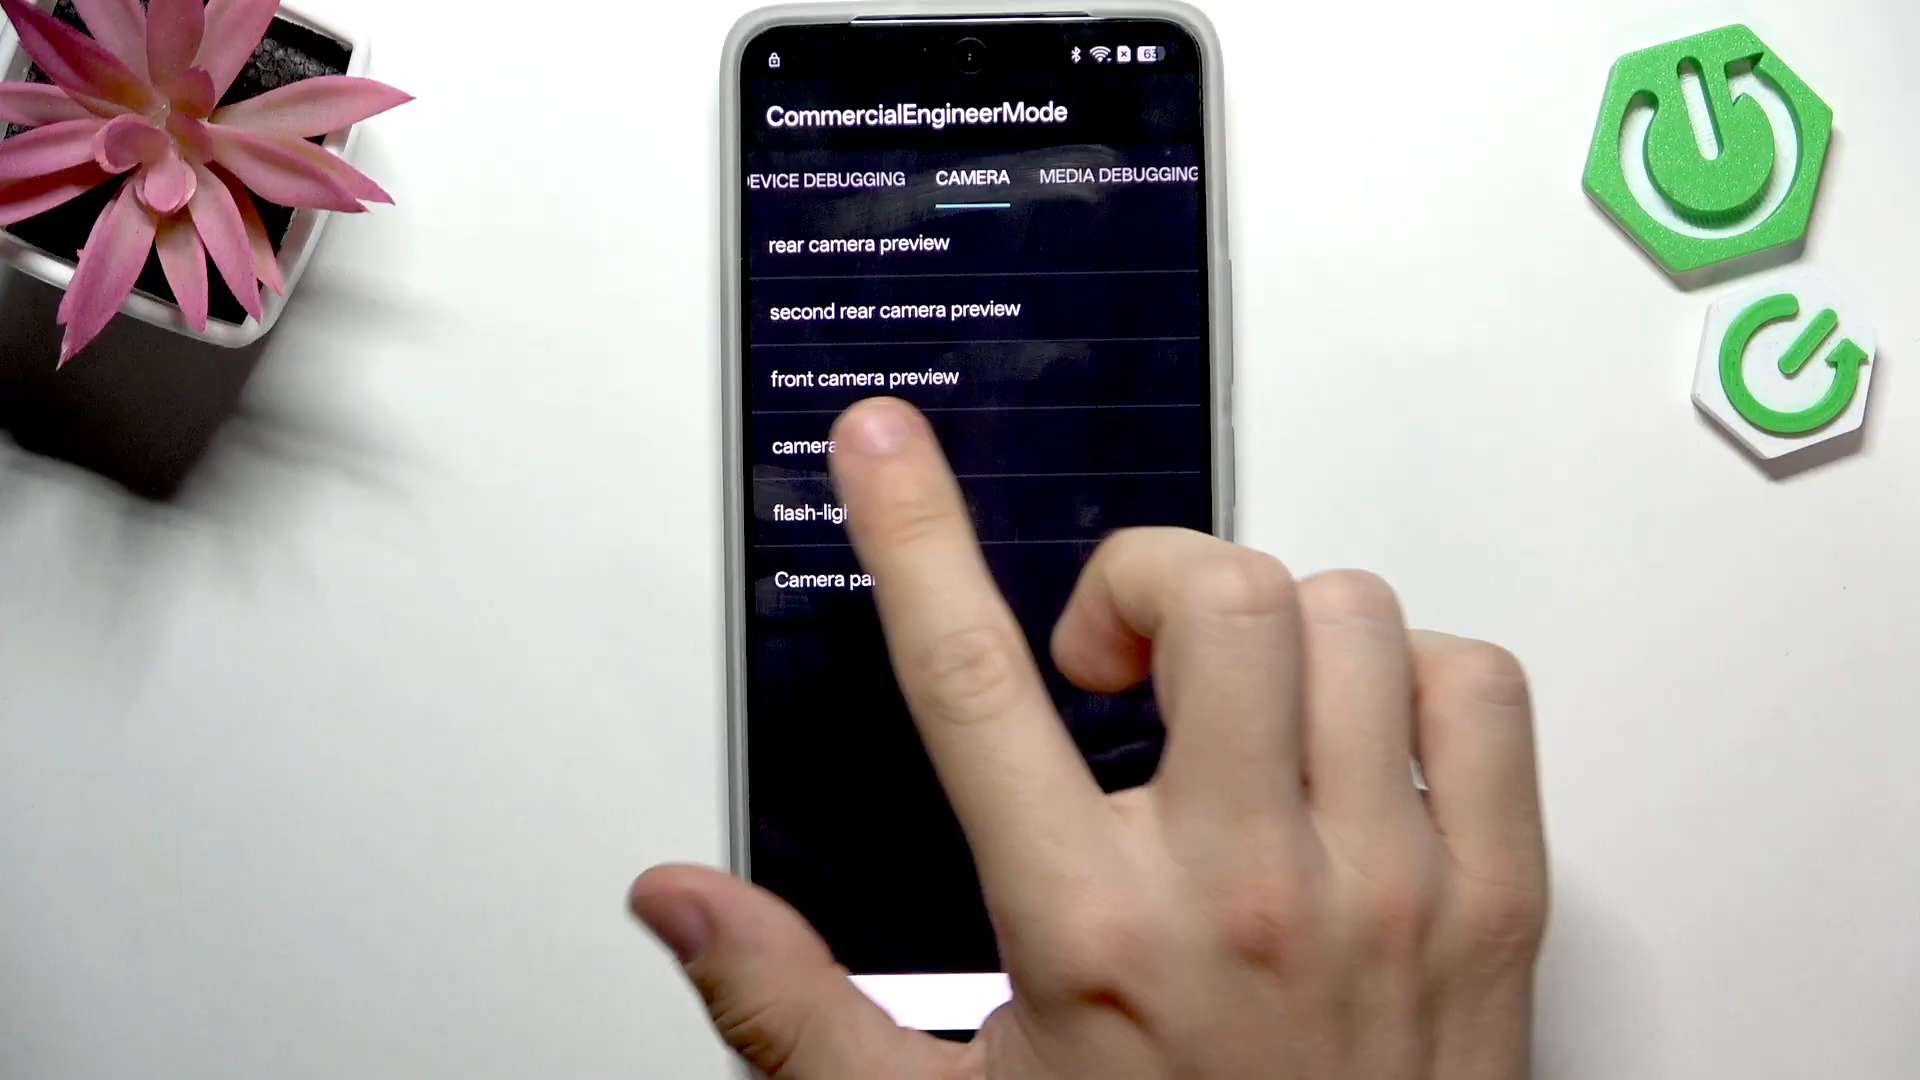 63
CommercialEngineerMode
EVICE DEBUGGING CAMERA MEDIA DEBUGGING
rear camera preview
second rear camera preview
front camera preview
camera
flash-ligh
Camera pa